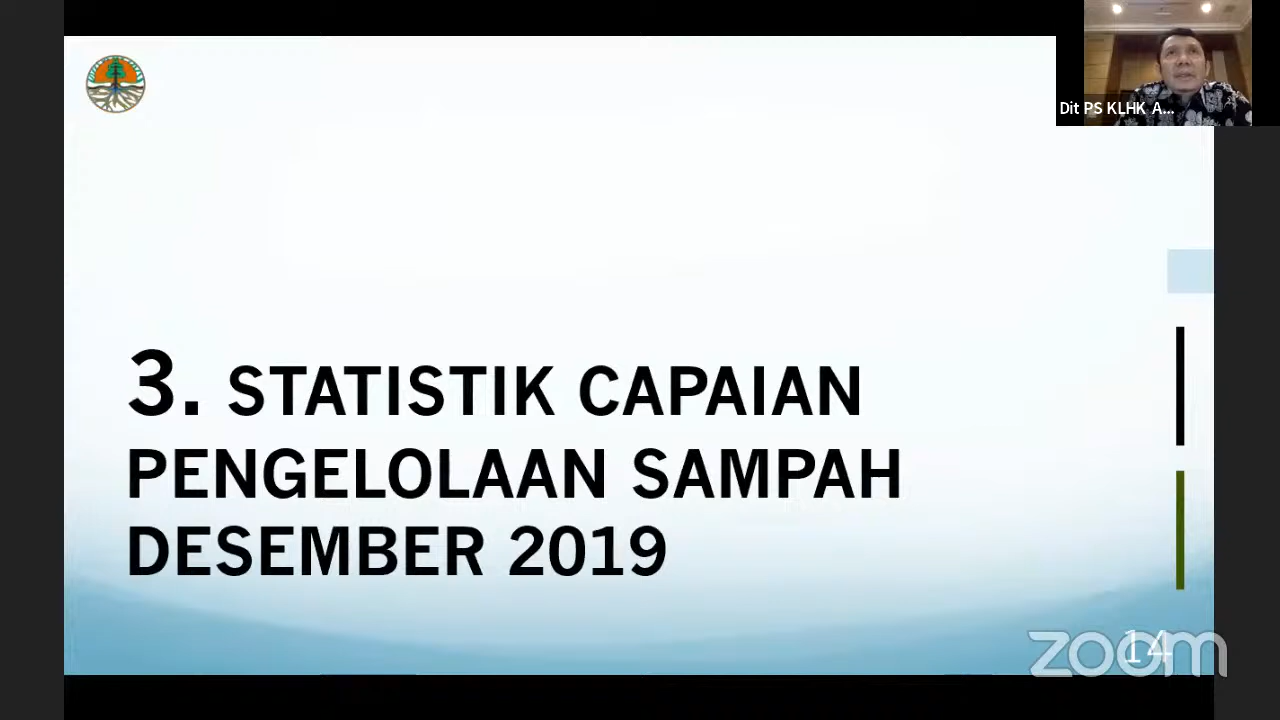 Dit PS KLHK A...
3. STATISTIK CAPAIAN
PENGELOLAAN SAMPAH
DESEMBER 2019
14
zoom